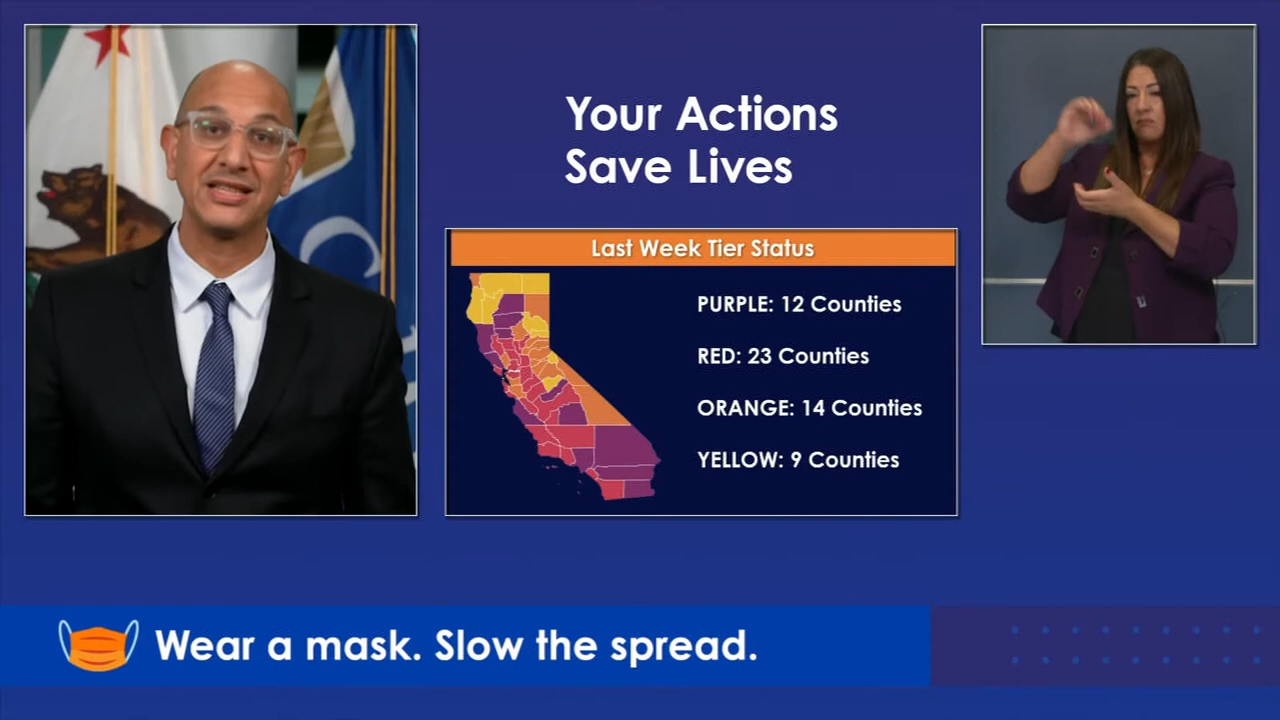 Your Actions
Save Lives
Last Week Tier Status
PURPLE: 12 Counties
RED: 23 Counties
ORANGE: 14 Counties
YELLOW: 9 Counties
Wear a mask. Slow the spread.